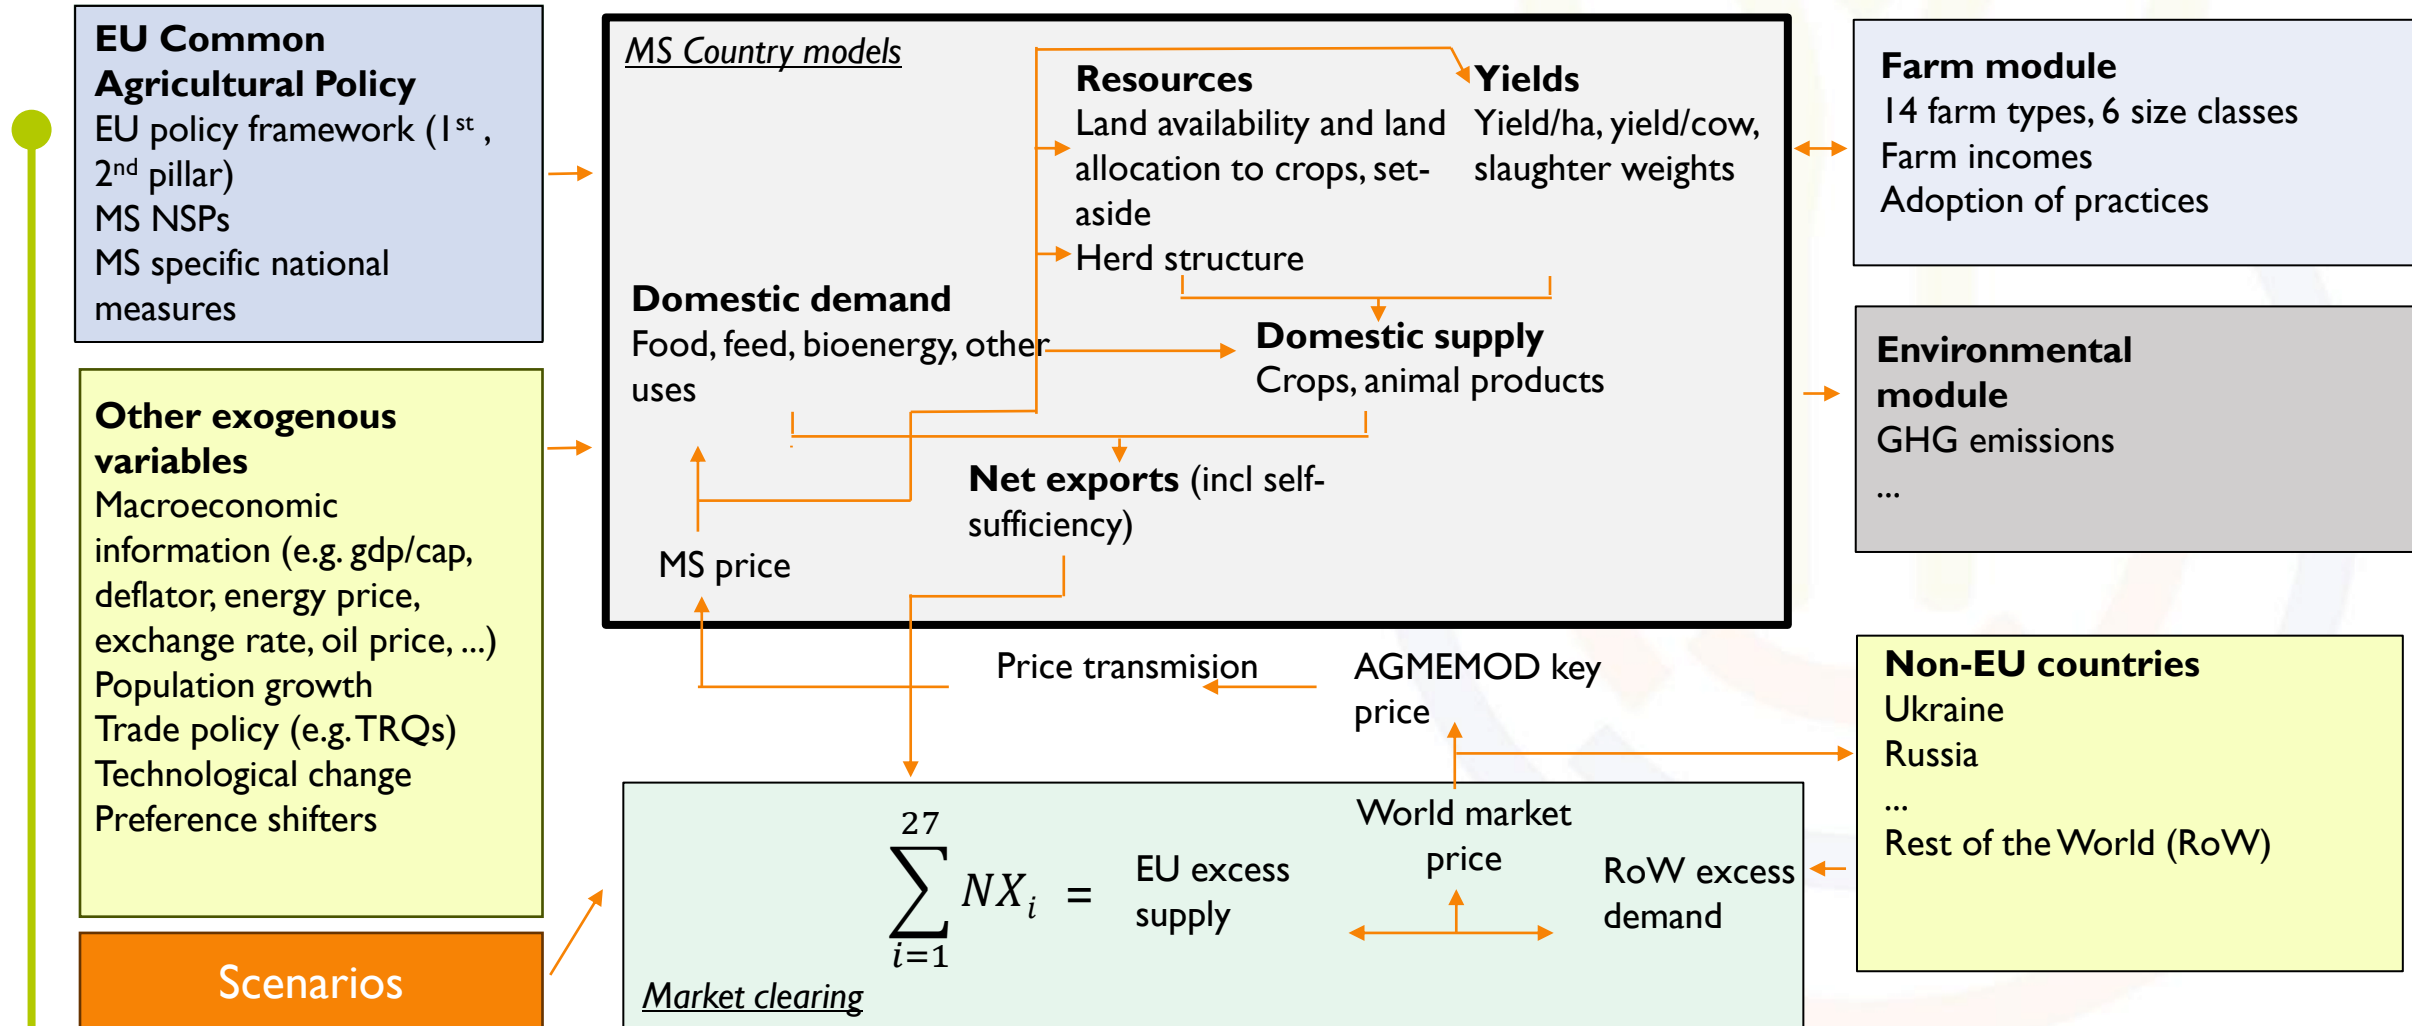 EU Common
Agricultural Policy
EU policy framework (1st ,
2nd pillar)
MS NSPs
MS specific national
measures
Other exogenous
variables
Macroeconomic
information (e.g. gdp/cap,
deflator, energy price,
exchange rate, oil price, ...)
Population growth
Trade policy (e.g. TRQs)
Technological change
Preference shifters
Scenarios
MS Country models
Resources
Land availability and land
allocation to crops, set-
aside
Herd structure
Yields
Yield/ha, yield/cow,
slaughter weights
Domestic demand
Food, feed, bioenergy, other
uses
Domestic supply
Crops, animal products
Net exports (incl self-
sufficiency)
MS price
Price transmision
AGMEMOD key
price
27
∑ NXi =
i=1
EU excess
supply
World market
price
RoW excess
demand
Market clearing
Farm module
14 farm types, 6 size classes
Farm incomes
Adoption of practices
Environmental
module
GHG emissions
...
Non-EU countries
Ukraine
Russia
...
Rest of the World (RoW)